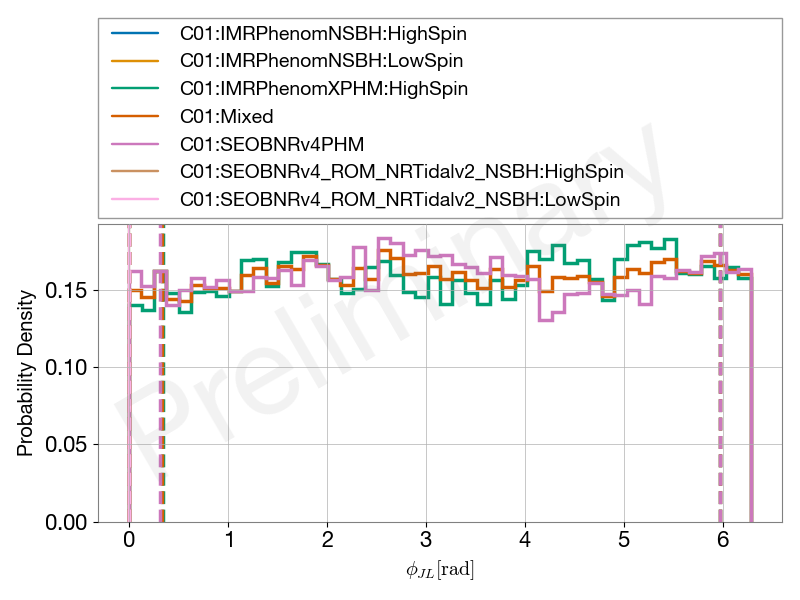 C01:IMRPhenomNSBH:HighSpin
C01:IMRPhenomNSBH:LowSpin
C01:IMRPhenomXPHM:HighSpin
C01:Mixed
C01:SEOBNRv4PHM
C01:SEOBNRv4_ROM_NRTidalv2_NSBH:HighSpin
C01:SEOBNRv4_ROM_NRTidalv2_NSBH:LowSpin
Preliminary
Probability Density
0.15
0.10
0.05
0.00
0 1 2 3 4 5 6
ϕ_JL[rad]